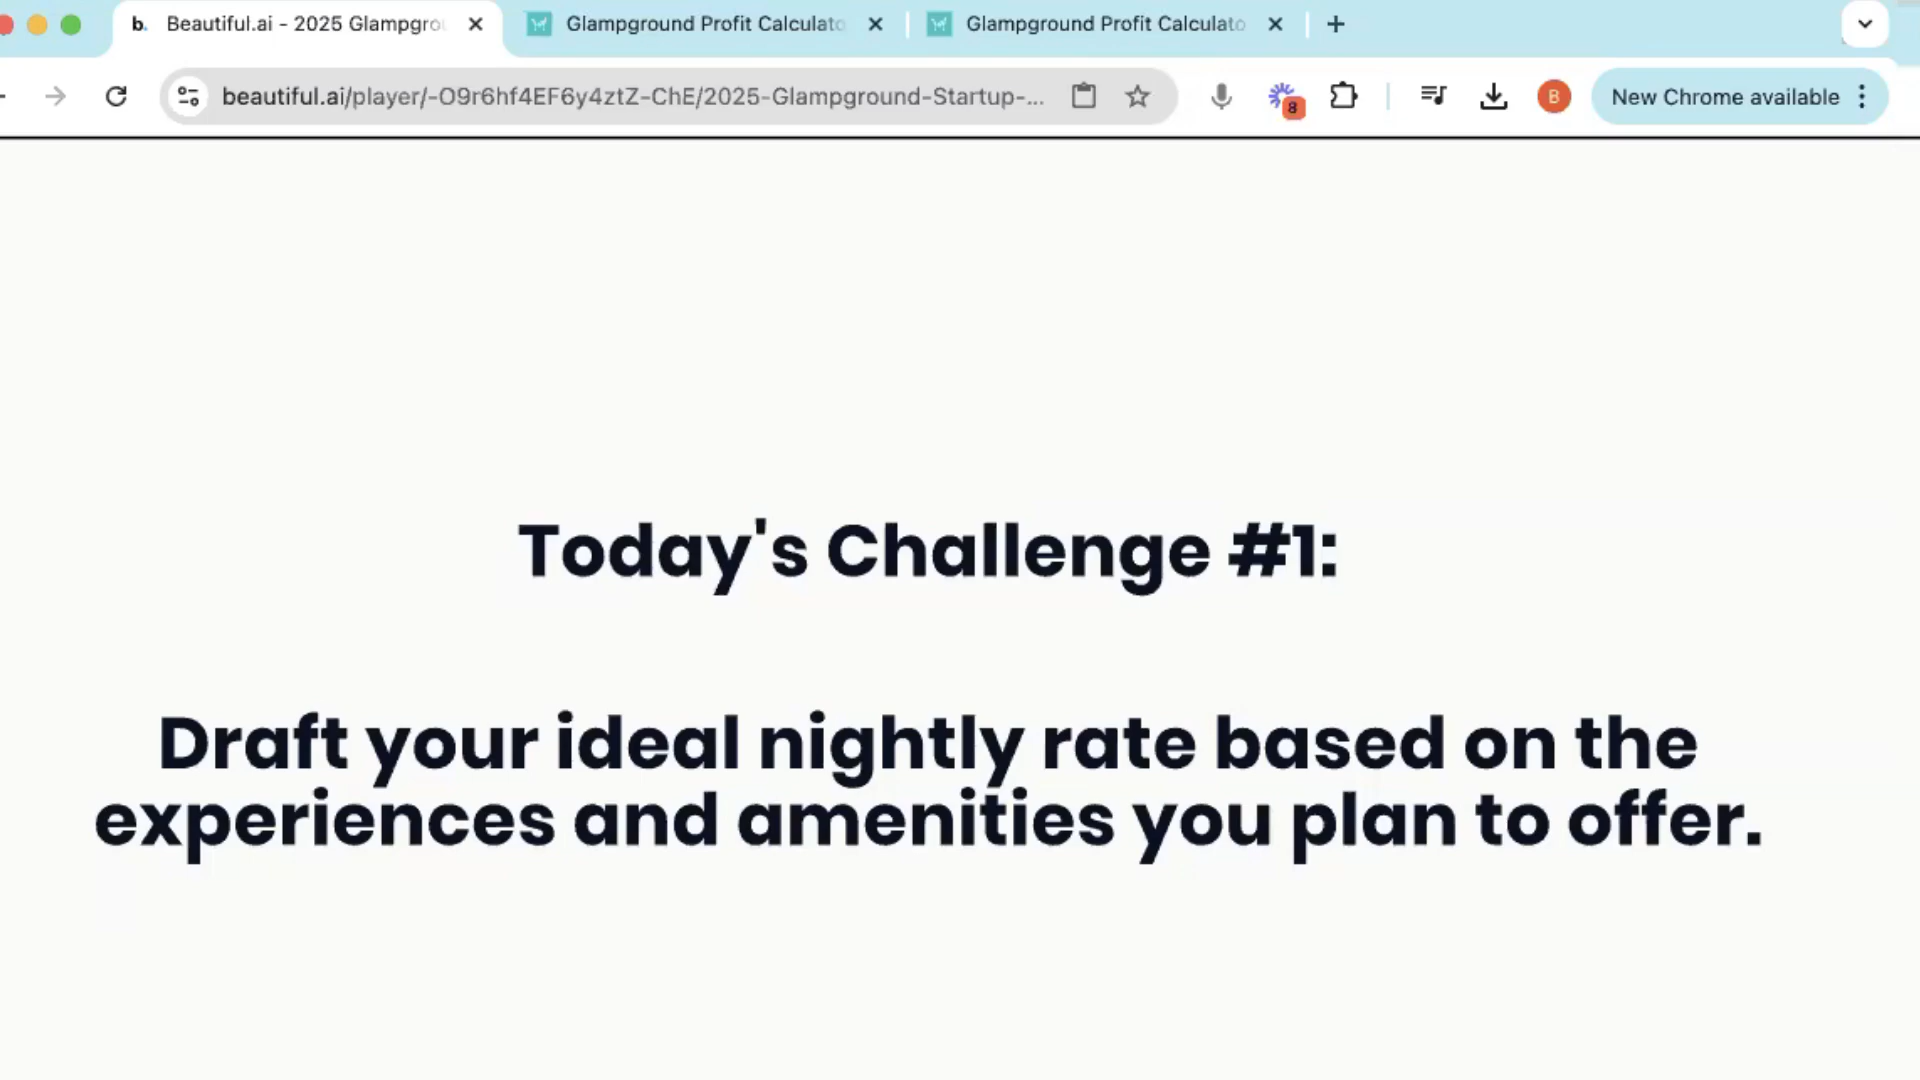 b. Beautiful.ai - 2025 Glampgro
Glampground Profit Calculato
Glampground Profit Calculato
beautiful.ai/player/-O9r6hf4EF6y4ztZ-ChE/2025-Glampground-Startup-...
8
B
New Chrome available
Today's Challenge #1:
Draft your ideal nightly rate based on the
experiences and amenities you plan to offer.